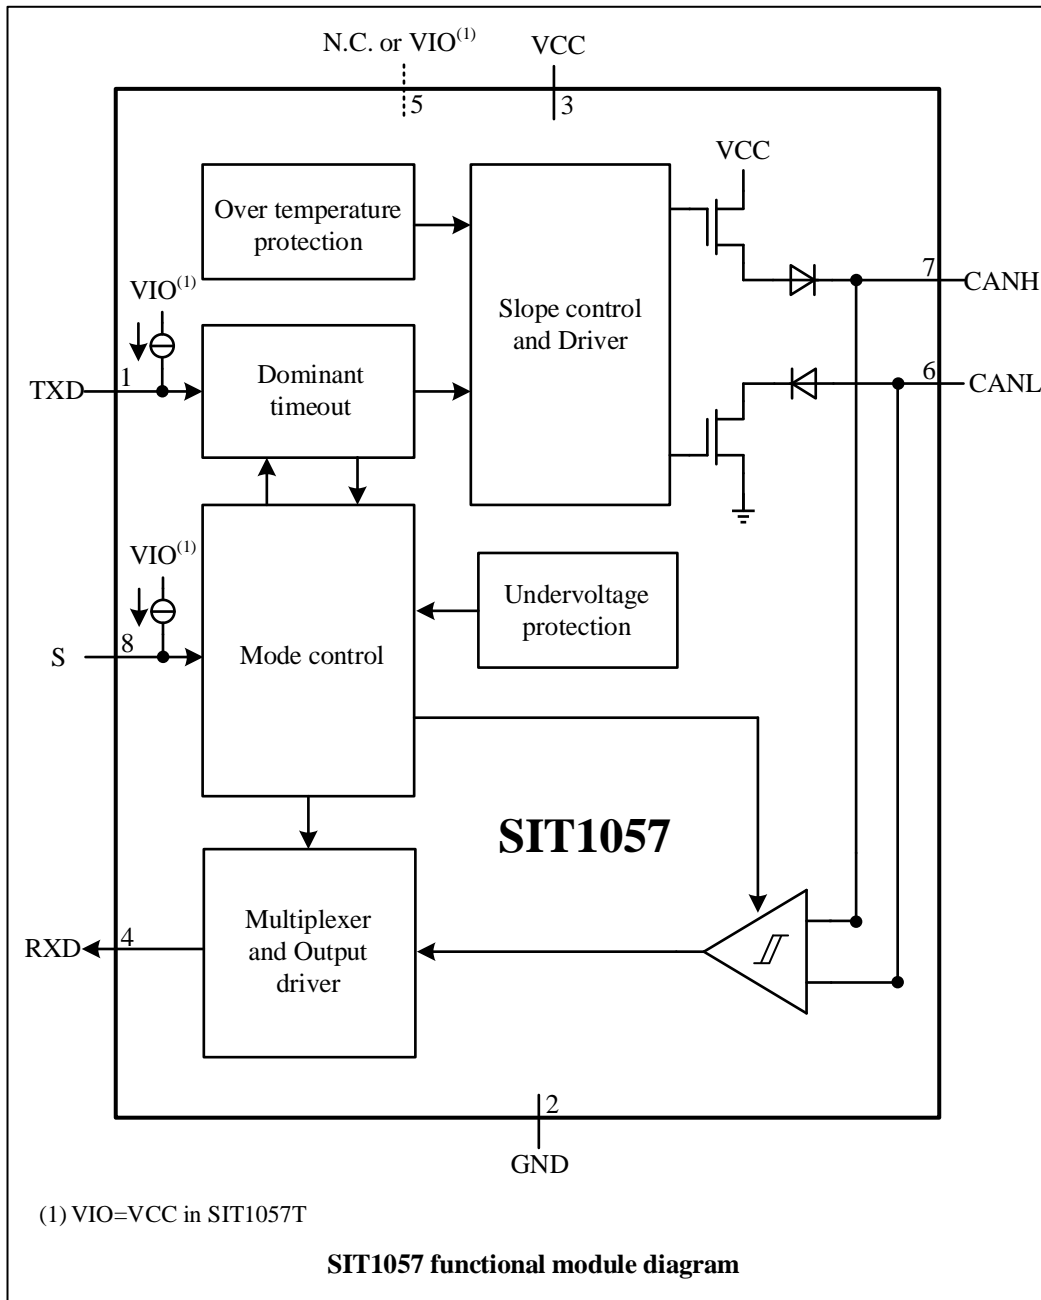 N.C. or VIO(1)
VCC
5
3
VCC
Over temperature
protection
7
CANH
VIO(1)
Slope control
and Driver
Dominant
timeout
TXD
1
6
CANL
VIO(1)
Undervoltage
protection
S
8
Mode control
SIT1057
Multiplexer
and Output
driver
RXD
4
2
GND
(1) VIO=VCC in SIT1057T
SIT1057 functional module diagram